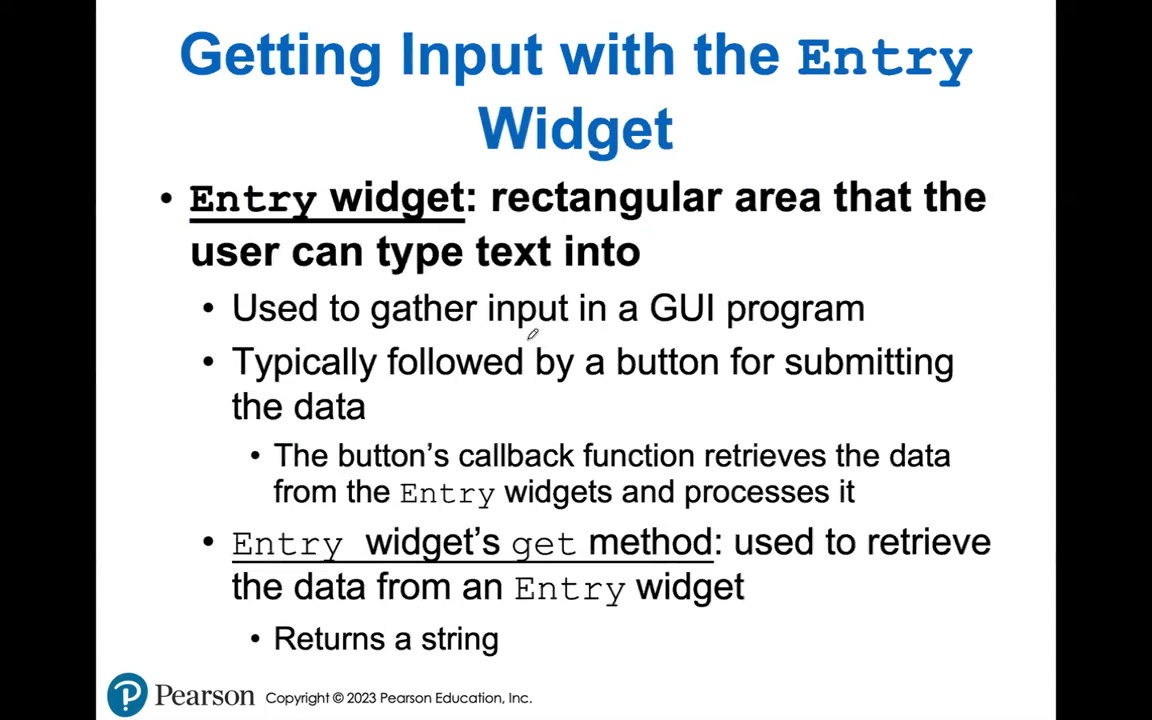 Getting Input with the Entry
Widget
• Entry widget: rectangular area that the
user can type text into
• Used to gather input in a GUI program
• Typically followed by a button for submitting
the data
• The button’s callback function retrieves the data
from the Entry widgets and processes it
• Entry widget’s get method: used to retrieve
the data from an Entry widget
• Returns a string
P Pearson Copyright © 2023 Pearson Education, Inc.